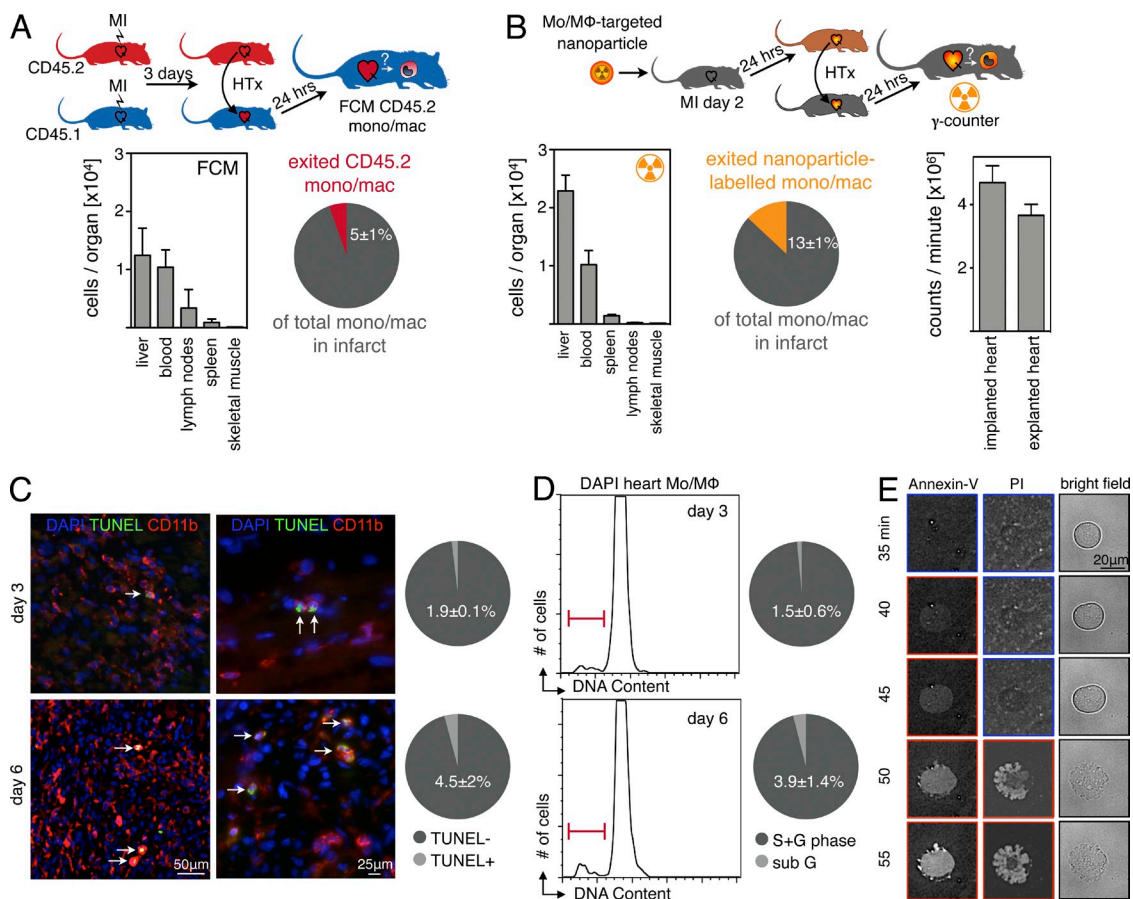 A
MI
CD45.2
MI
CD45.1
3 days
HTx
24 hrs
?
FCM CD45.2
mono/mac
cells / organ [x10⁴]
3
2
1
FCM
liver
blood
lymph nodes
spleen
skeletal muscle
exited CD45.2
mono/mac
5±1%
of total mono/mac
in infarct
B
Mo/MΦ-targeted
nanoparticle
MI day 2
24 hrs
HTx
24 hrs
?
γ-counter
cells / organ [x10⁴]
3
2
1
liver
blood
spleen
lymph nodes
skeletal muscle
exited nanoparticle-
labelled mono/mac
13±1%
of total mono/mac
in infarct
counts / minute [x10⁶]
4
2
implanted heart
explanted heart
C
DAPI TUNEL CD11b
DAPI TUNEL CD11b
day 3
1.9±0.1%
day 6
50µm
25µm
4.5±2%
TUNEL-
TUNEL+
D
DAPI heart Mo/MΦ
day 3
# of cells
DNA Content
1.5±0.6%
day 6
# of cells
DNA Content
3.9±1.4%
S+G phase
sub G
E
Annexin-V
PI
bright field
35 min
20µm
40
45
50
55